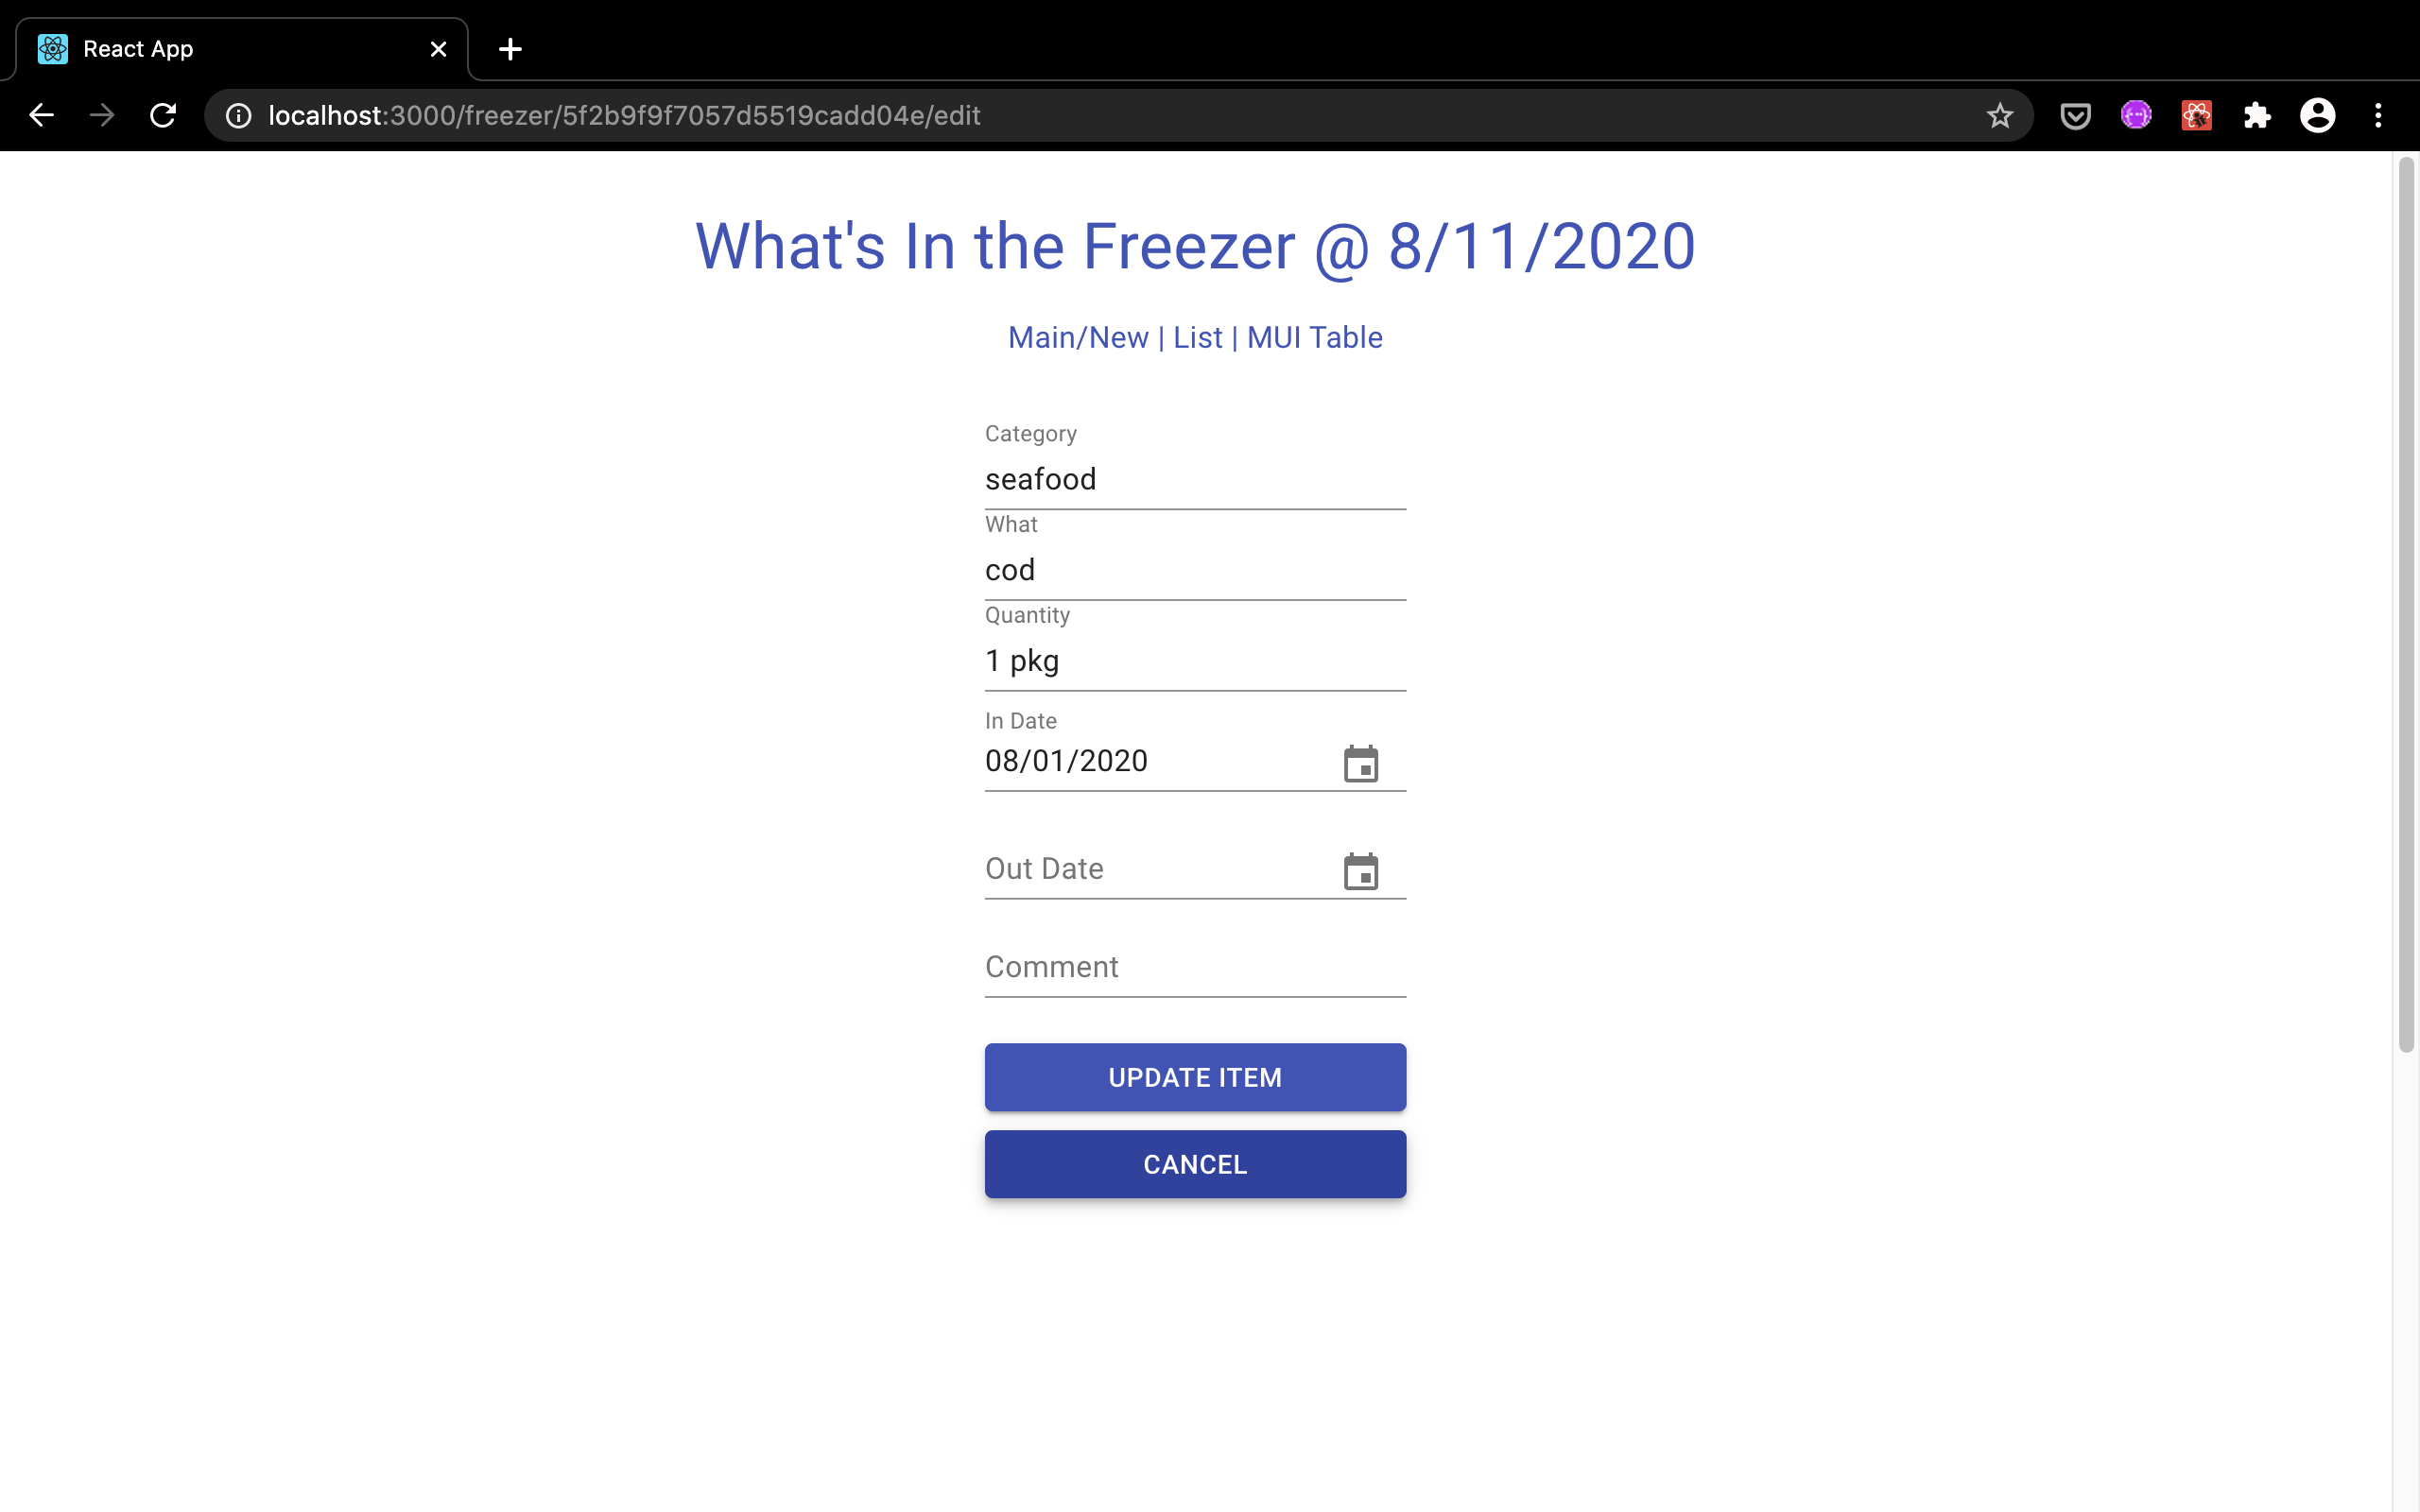 React App
localhost:3000/freezer/5f2b9f9f7057d5519cadd04e/edit
What's In the Freezer @ 8/11/2020
Main/New | List | MUI Table
Category
seafood
What
cod
Quantity
1 pkg
In Date
08/01/2020
Out Date
Comment
UPDATE ITEM
CANCEL